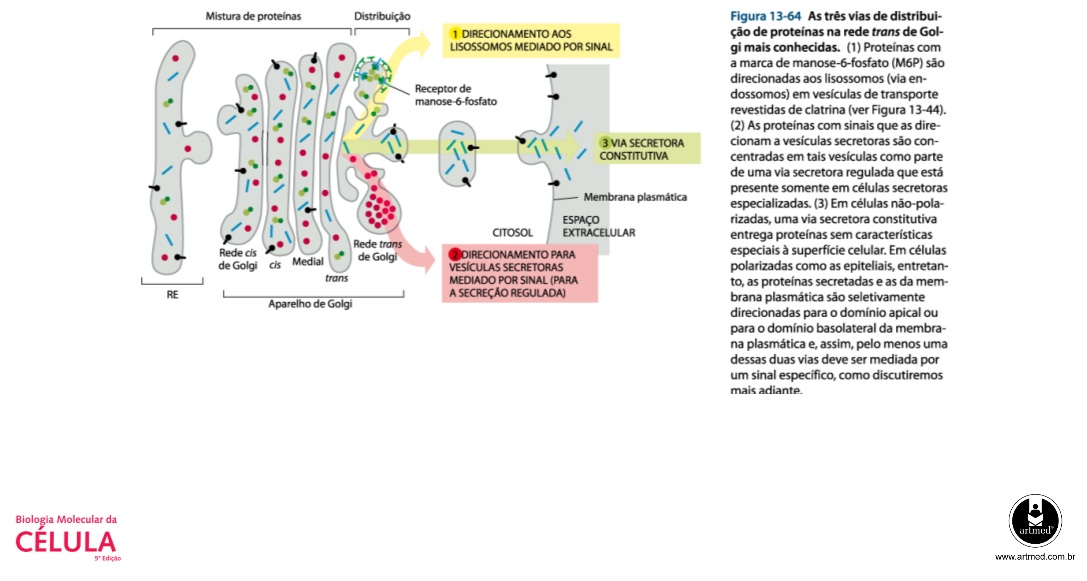 Mistura de proteínas
Distribuição
1 DIRECIONAMENTO AOS
LISOSSOMOS MEDIADO POR SINAL
Receptor de
manose-6-fosfato
3 VIA SECRETORA
CONSTITUTIVA
Membrana plasmática
ESPAÇO
EXTRACELULAR
CITOSOL
Rede cis
de Golgi
cis
Medial
trans
Rede trans
de Golgi
2 DIRECIONAMENTO PARA
VESÍCULAS SECRETORAS
MEDIADO POR SINAL (PARA
A SECREÇÃO REGULADA)
RE
Aparelho de Golgi
Figura 13-64 As três vias de distribui-
ção de proteínas na rede trans de Gol-
gi mais conhecidas. (1) Proteínas com
a marca de manose-6-fosfato (M6P) são
direcionadas aos lisossomos (via en-
dossomos) em vesículas de transporte
revestidas de clatrina (ver Figura 13-44).
(2) As proteínas com sinais que as dire-
cionam a vesículas secretoras são con-
centradas em tais vesículas como parte
de uma via secretora regulada que está
presente somente em células secretoras
especializadas. (3) Em células não-pola-
rizadas, uma via secretora constitutiva
entrega proteínas sem características
especiais à superfície celular. Em células
polarizadas como as epiteliais, entretan-
to, as proteínas secretadas e as da mem-
brana plasmática são seletivamente
direcionadas para o domínio apical ou
para o domínio basolateral da membra-
na plasmática e, assim, pelo menos uma
dessas duas vias deve ser mediada por
um sinal específico, como discutiremos
mais adiante.
Biologia Molecular da
CÉLULA
5ª Edição
artmed
www.artmed.com.br